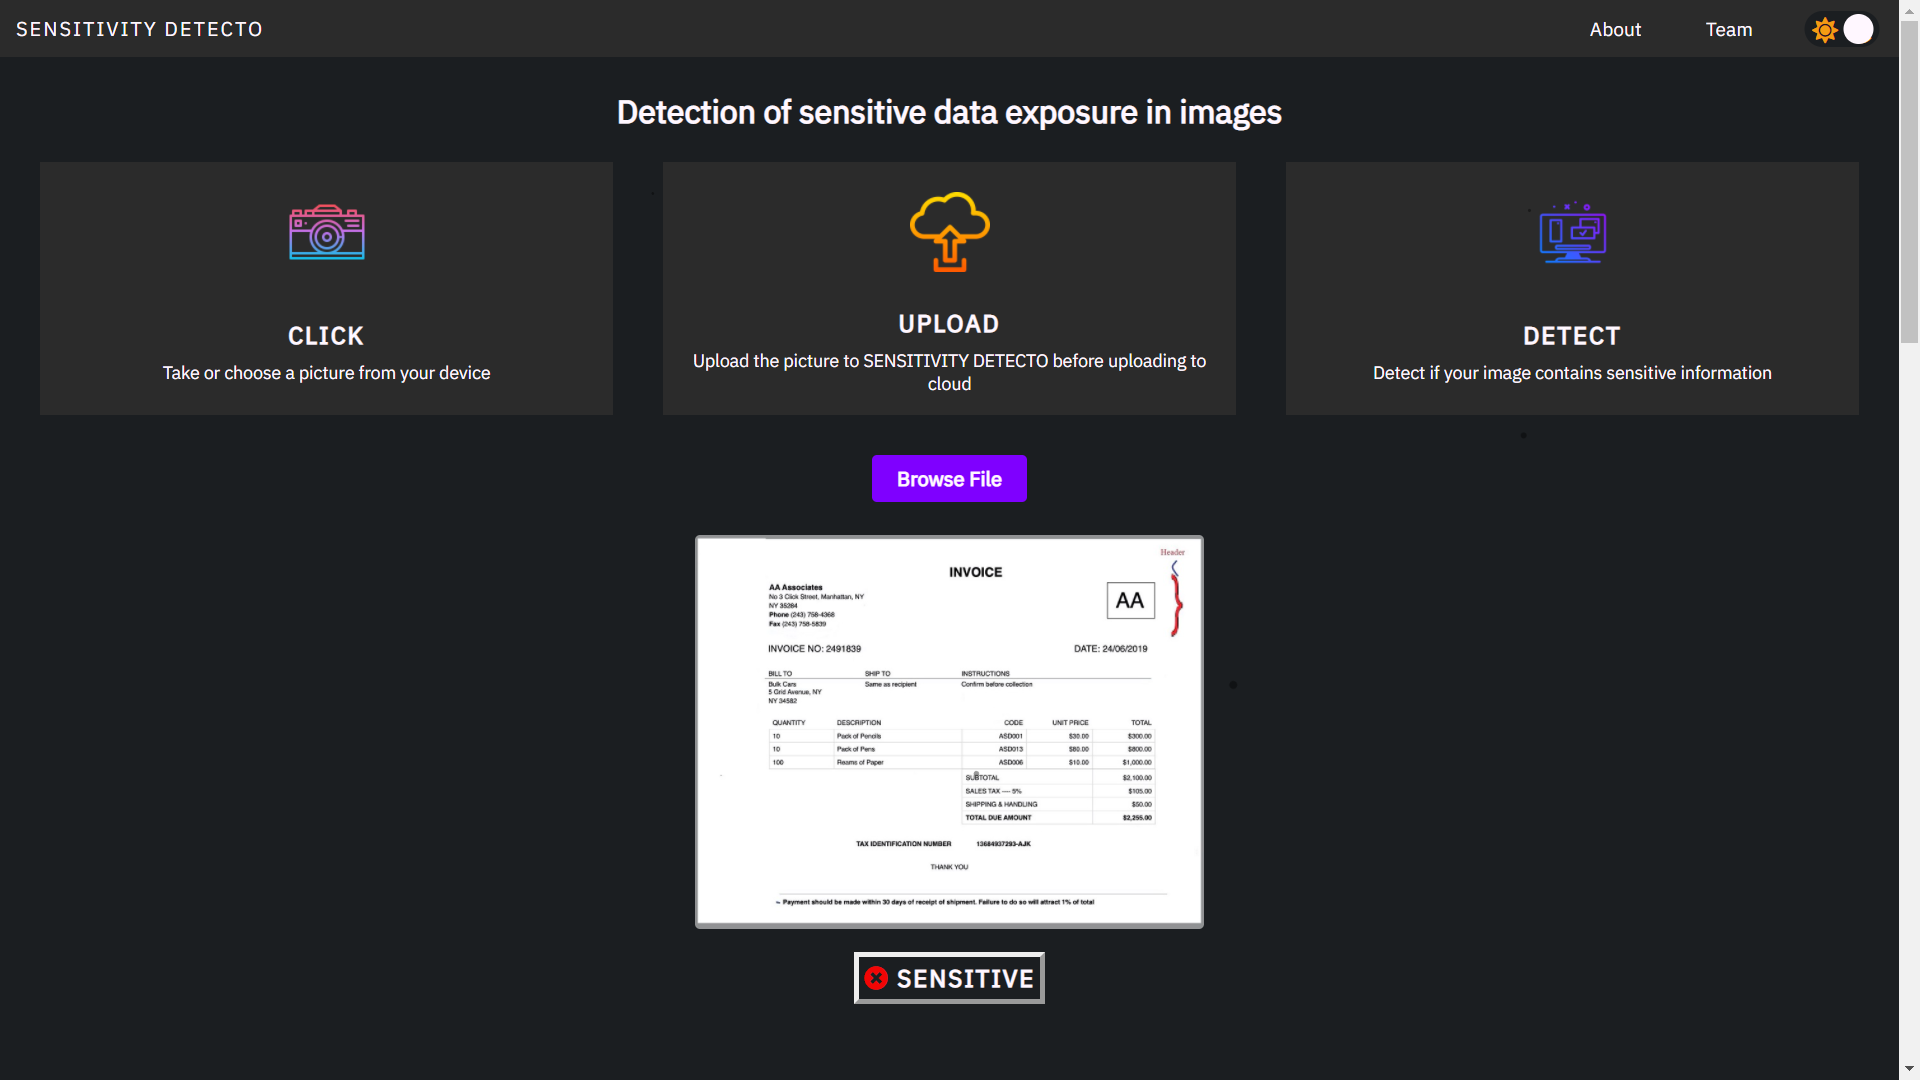 SENSITIVITY DETECTO
About
Team
Detection of sensitive data exposure in images
CLICK
Take or choose a picture from your device
UPLOAD
Upload the picture to SENSITIVITY DETECTO before uploading to
cloud
DETECT
Detect if your image contains sensitive information
Browse File
Header
INVOICE
AA Associates
No 3 Click Street, Manhattan, NY
NY 35284
Phone (243) 758-4368
Fax (243) 758-5839
AA
INVOICE NO: 2491839
DATE: 24/06/2019
BILL TO SHIP TO INSTRUCTIONS
Bulk Cars Same as recipient Confirm before collection
5 Grid Avenue, NY
NY 34582
QUANTITY DESCRIPTION CODE UNIT PRICE TOTAL
10 Pack of Pencils ASD001 $30.00 $300.00
10 Pack of Pens ASD013 $80.00 $800.00
100 Reams of Paper ASD006 $10.00 $1,000.00
SUBTOTAL $2,100.00
SALES TAX ---- 5% $105.00
SHIPPING & HANDLING $50.00
TOTAL DUE AMOUNT $2,255.00
TAX IDENTIFICATION NUMBER 13684937293-AJK
THANK YOU
~ Payment should be made within 30 days of receipt of shipment. Failure to do so will attract 1% of total
SENSITIVE